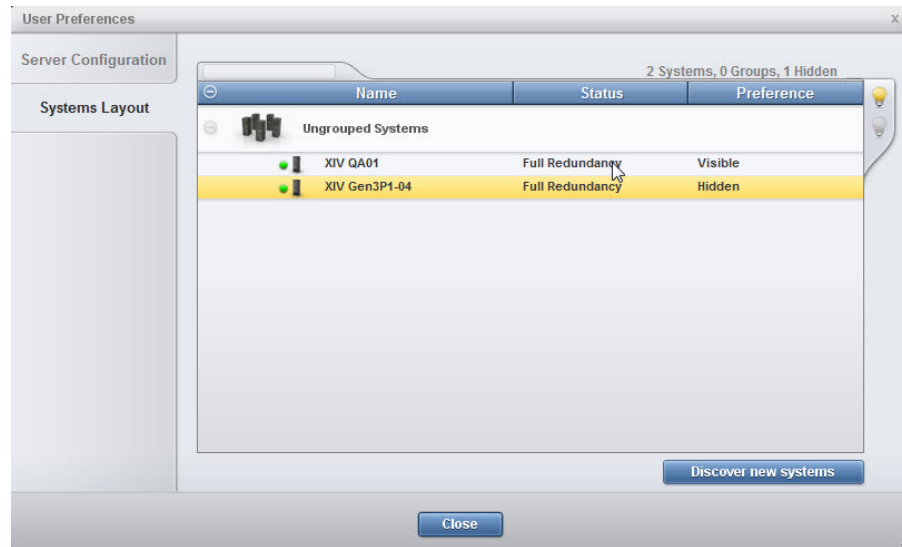 User Preferences
x
Server Configuration
Systems Layout
2 Systems, 0 Groups, 1 Hidden
Name Status Preference
Ungrouped Systems
XIV QA01 Full Redundancy Visible
XIV Gen3P1-04 Full Redundancy Hidden
Discover new systems
Close